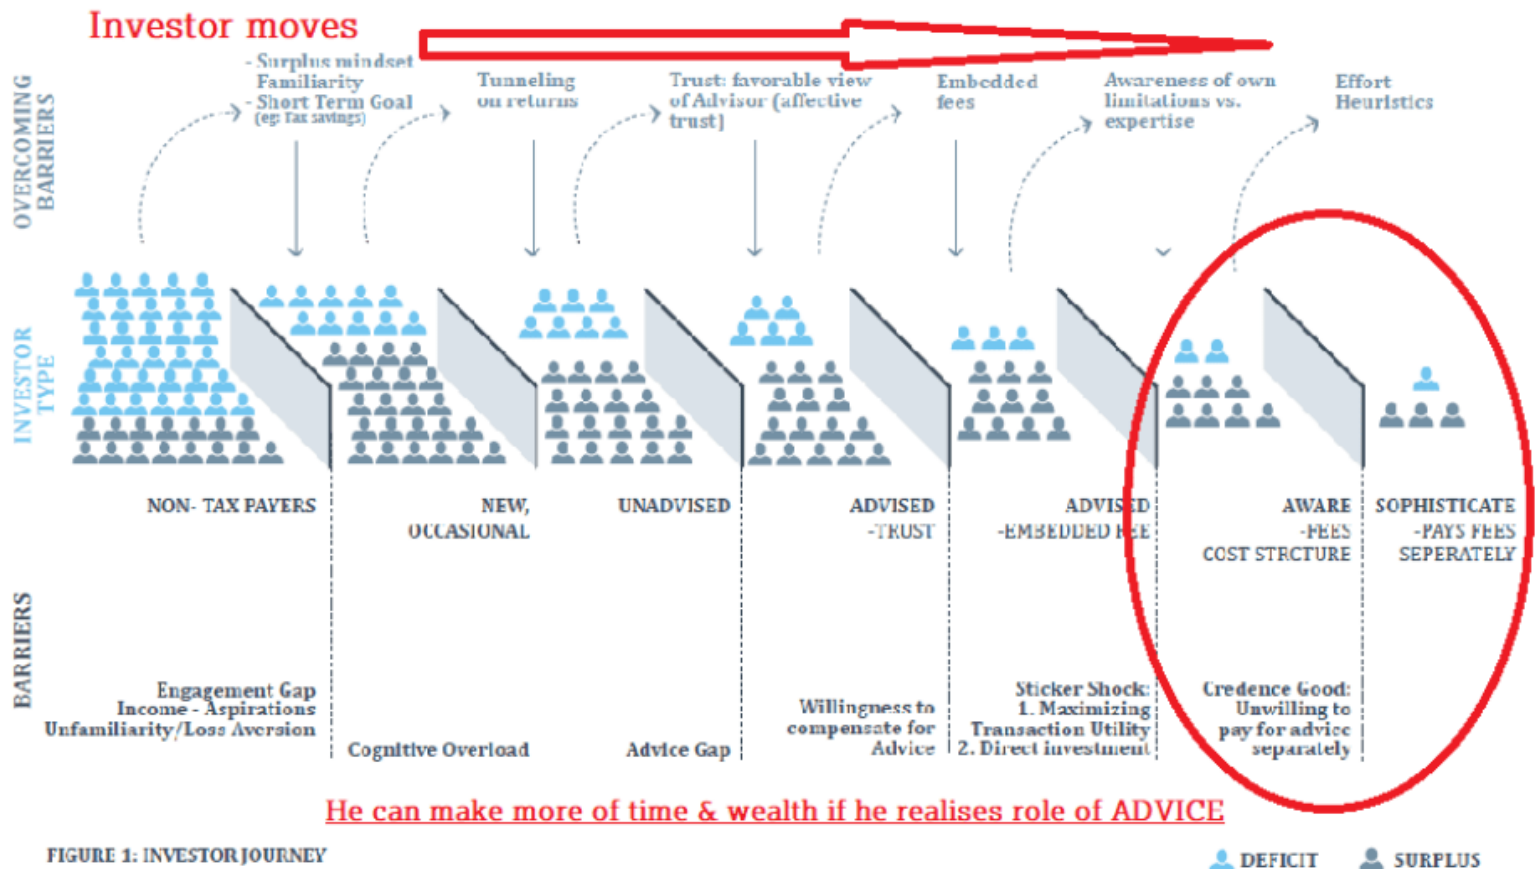 Investor moves
OVERCOMING
BARRIERS
- Surplus mindset
Familiarity
- Short Term Goal
(eg: Tax savings)
Tunneling
on returns
Trust: favorable view
of Advisor (affective
trust)
Embedded
fees
Awareness of own
limitations vs.
expertise
Effort
Heuristics
INVESTOR
TYPE
NON- TAX PAYERS
NEW,
OCCASIONAL
UNADVISED
ADVISED
-TRUST
ADVISED
-EMBEDDED FEE
AWARE
-FEES
COST STRCTURE
SOPHISTICATE
-PAYS FEES
SEPERATELY
BARRIERS
Engagement Gap
Income - Aspirations
Unfamiliarity/Loss Aversion
Cognitive Overload
Advice Gap
Willingness to
compensate for
Advice
Sticker Shock:
1. Maximizing
Transaction Utility
2. Direct investment
Credence Good:
Unwilling to
pay for advice
separately
He can make more of time & wealth if he realises role of ADVICE
FIGURE 1: INVESTOR JOURNEY
DEFICIT
SURPLUS